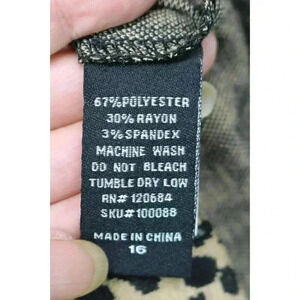 67%POLYESTER
30%RAYON
3%SPANDEX
MACHINE WASH
DO NOT BLEACH
TUMBLE DRY LOW
RN# 120684
SKU#100088
MADE IN CHINA
16